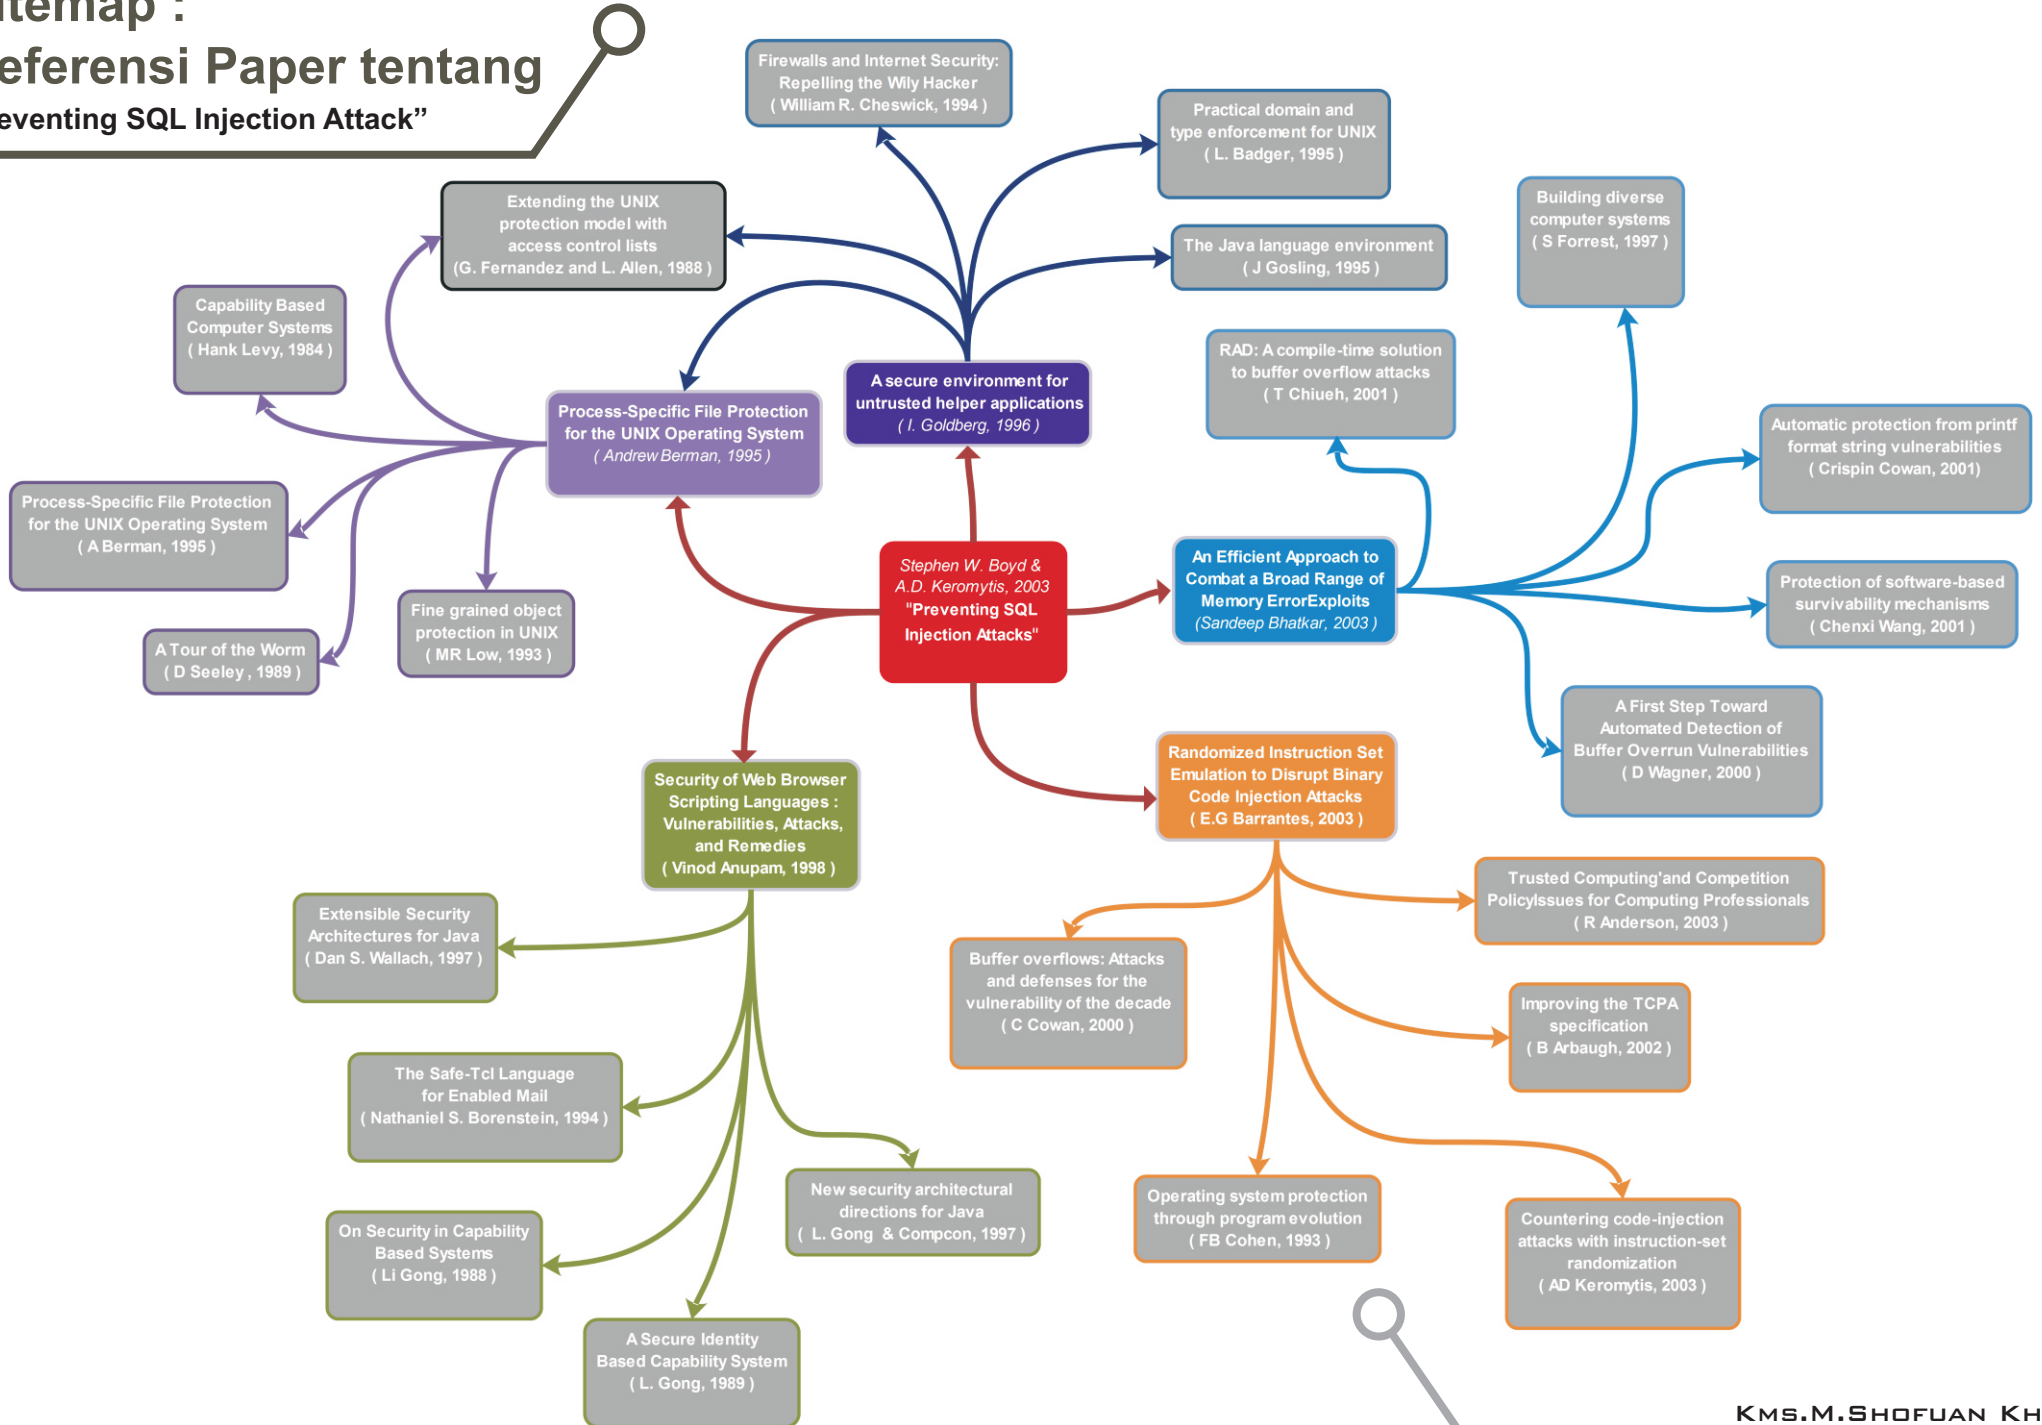 itemap :
eferensi Paper tentang
eventing SQL Injection Attack”
Firewalls and Internet Security:
Repelling the Wily Hacker
( William R. Cheswick, 1994 )
Practical domain and
type enforcement for UNIX
( L. Badger, 1995 )
Extending the UNIX
protection model with
access control lists
(G. Fernandez and L. Allen, 1988 )
The Java language environment
( J Gosling, 1995 )
Building diverse
computer systems
( S Forrest, 1997 )
Capability Based
Computer Systems
( Hank Levy, 1984 )
RAD: A compile-time solution
to buffer overflow attacks
( T Chiueh, 2001 )
A secure environment for
untrusted helper applications
( I. Goldberg, 1996 )
Process-Specific File Protection
for the UNIX Operating System
( Andrew Berman, 1995 )
Automatic protection from printf
format string vulnerabilities
( Crispin Cowan, 2001)
Process-Specific File Protection
for the UNIX Operating System
( A Berman, 1995 )
Stephen W. Boyd &
A.D. Keromytis, 2003
"Preventing SQL
Injection Attacks"
An Efficient Approach to
Combat a Broad Range of
Memory ErrorExploits
(Sandeep Bhatkar, 2003 )
Protection of software-based
survivability mechanisms
( Chenxi Wang, 2001 )
Fine grained object
protection in UNIX
( MR Low, 1993 )
A Tour of the Worm
( D Seeley , 1989 )
A First Step Toward
Automated Detection of
Buffer Overrun Vulnerabilities
( D Wagner, 2000 )
Randomized Instruction Set
Emulation to Disrupt Binary
Code Injection Attacks
( E.G Barrantes, 2003 )
Security of Web Browser
Scripting Languages :
Vulnerabilities, Attacks,
and Remedies
( Vinod Anupam, 1998 )
Trusted Computing'and Competition
PolicyIssues for Computing Professionals
( R Anderson, 2003 )
Extensible Security
Architectures for Java
( Dan S. Wallach, 1997 )
Buffer overflows: Attacks
and defenses for the
vulnerability of the decade
( C Cowan, 2000 )
Improving the TCPA
specification
( B Arbaugh, 2002 )
The Safe-Tcl Language
for Enabled Mail
( Nathaniel S. Borenstein, 1994 )
New security architectural
directions for Java
( L. Gong & Compcon, 1997 )
Operating system protection
through program evolution
( FB Cohen, 1993 )
On Security in Capability
Based Systems
( Li Gong, 1988 )
Countering code-injection
attacks with instruction-set
randomization
( AD Keromytis, 2003 )
A Secure Identity
Based Capability System
( L. Gong, 1989 )
KMS.M.SHOFUAN KH